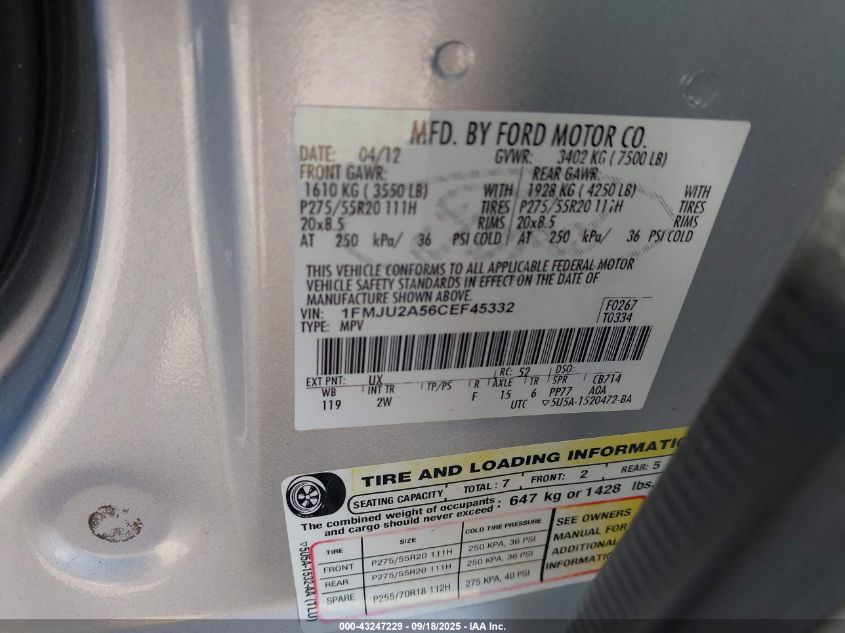 MFD. BY FORD MOTOR CO.
DATE: 04/12 GVWR: 3402 KG ( 7500 LB)
FRONT GAWR: REAR GAWR:
1610 KG ( 3550 LB) WITH 1928 KG ( 4250 LB) WITH
P275/55R20 111H TIRES P275/55R20 111H TIRES
20x8.5 RIMS 20x8.5 RIMS
AT 250 kPa/ 36 PSI COLD AT 250 kPa/ 36 PSI COLD
THIS VEHICLE CONFORMS TO ALL APPLICABLE FEDERAL MOTOR
VEHICLE SAFETY STANDARDS IN EFFECT ON THE DATE OF
MANUFACTURE SHOWN ABOVE.
VIN: 1FMJU2A56CEF45332 F0267
TYPE: MPV T0334
EXT PNT: UX RC: 52 DSO:
WB INT TR TP/PS R AXLE TR SPR CB714
119 2W F 15 6 PP77 AOA
UTC ▽5U5A-1520472-BA
TIRE AND LOADING INFORMATIO
SEATING CAPACITY TOTAL: 7 FRONT: 2 REAR: 5
The combined weight of occupants
and cargo should never exceed : 647 kg or 1428 lbs.
TIRE SIZE COLD TIRE PRESSURE
FRONT P275/55R20 111H 250 KPA, 36 PSI
REAR P275/55R20 111H 250 KPA, 36 PSI
SPARE P255/70R18 112H 275 KPA, 40 PSI
SEE OWNERS
MANUAL FOR
ADDITIONAL
INFORMATION
▽5U5A-1532-AA (TLU)
000-43247229 - 09/18/2025 - IAA Inc.